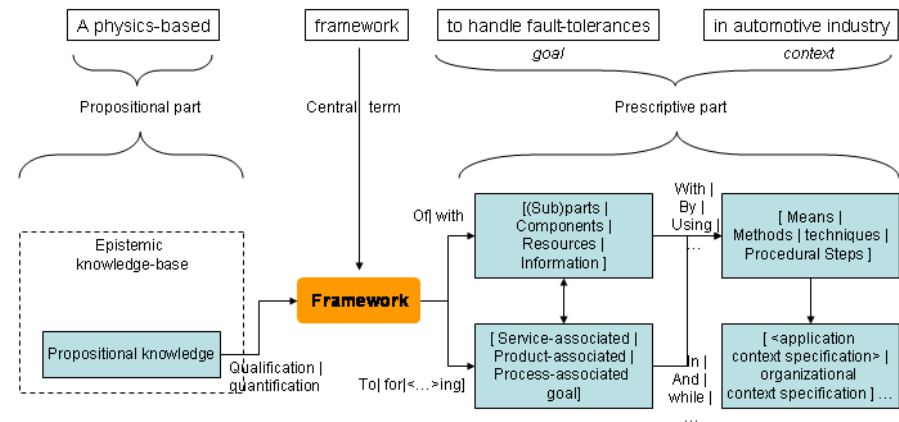 A physics-based
framework
to handle fault-tolerances
in automotive industry
goal
context
Propositional part
Central term
Prescriptive part
Epistemic
knowledge-base
Propositional knowledge
Qualification |
quantification
Framework
Of| with
To| for|<...>ing]
[(Sub)parts |
Components |
Resources |
Information ]
[ Service-associated |
Product-associated |
Process-associated
goal]
With |
By |
Using |
...
In |
And |
while |
...
[ Means |
Methods | techniques |
Procedural Steps ]
[ <application
context specification> |
organizational
context specification ] ...